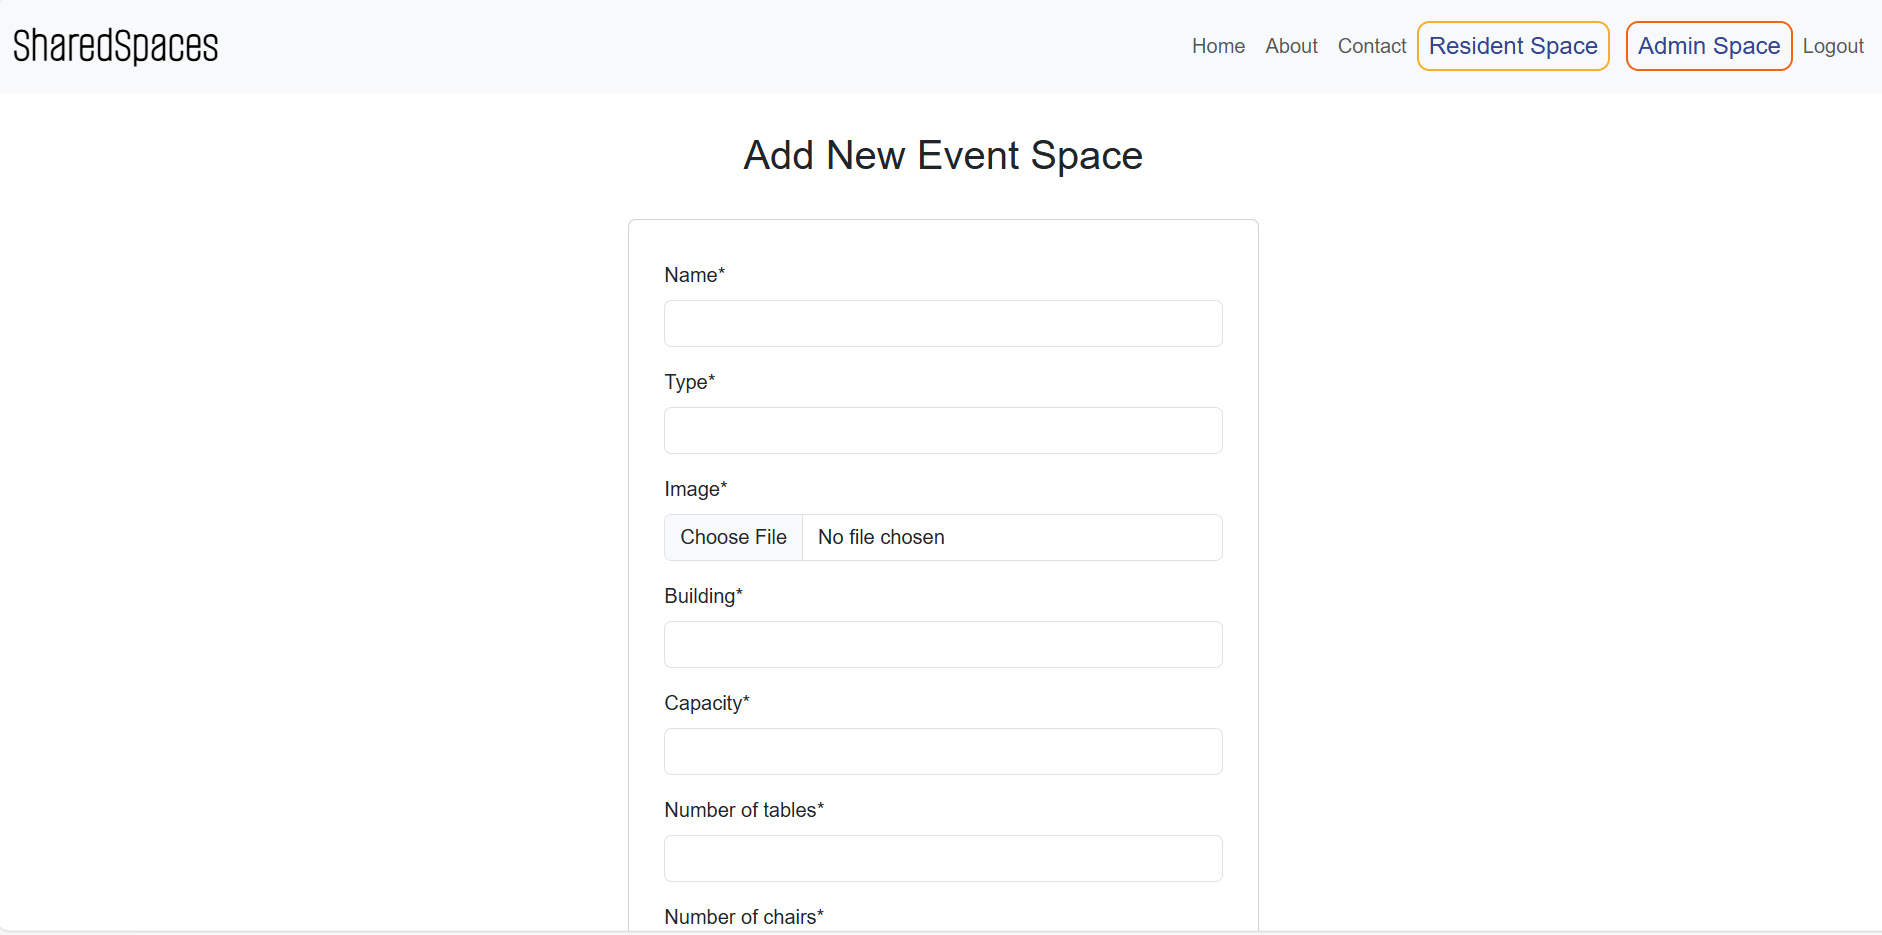 SharedSpaces
Home About Contact Resident Space Admin Space Logout
Add New Event Space
Name*
Type*
Image*
Choose File No file chosen
Building*
Capacity*
Number of tables*
Number of chairs*